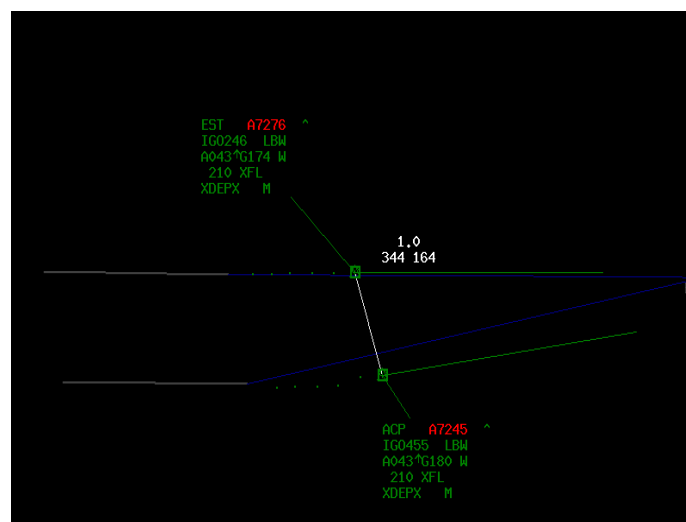 EST A7276 ^
IGO246 LBW
A043↑G174 W
210 XFL
XDEPX M
1.0
344 164
ACP A7245 ^
IGO455 LBW
A043↑G180 W
210 XFL
XDEPX M